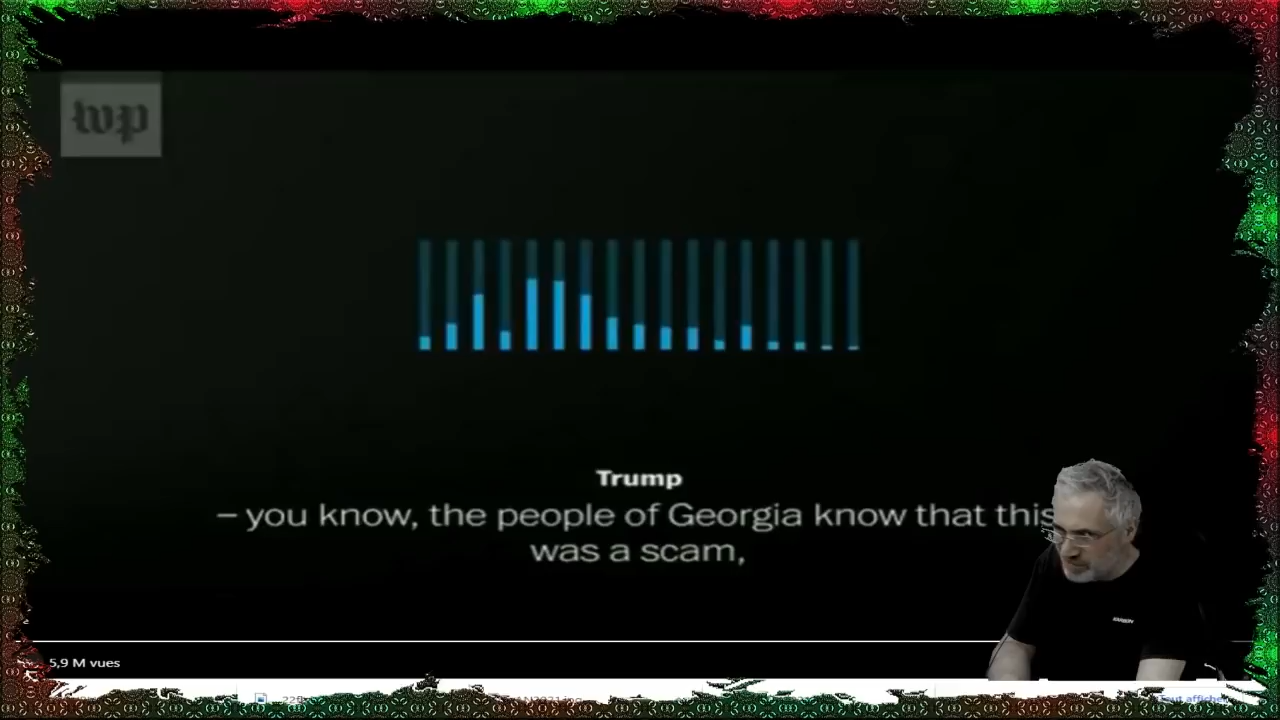 wp
Trump
– you know, the people of Georgia know that this
was a scam,
5,9 M vues